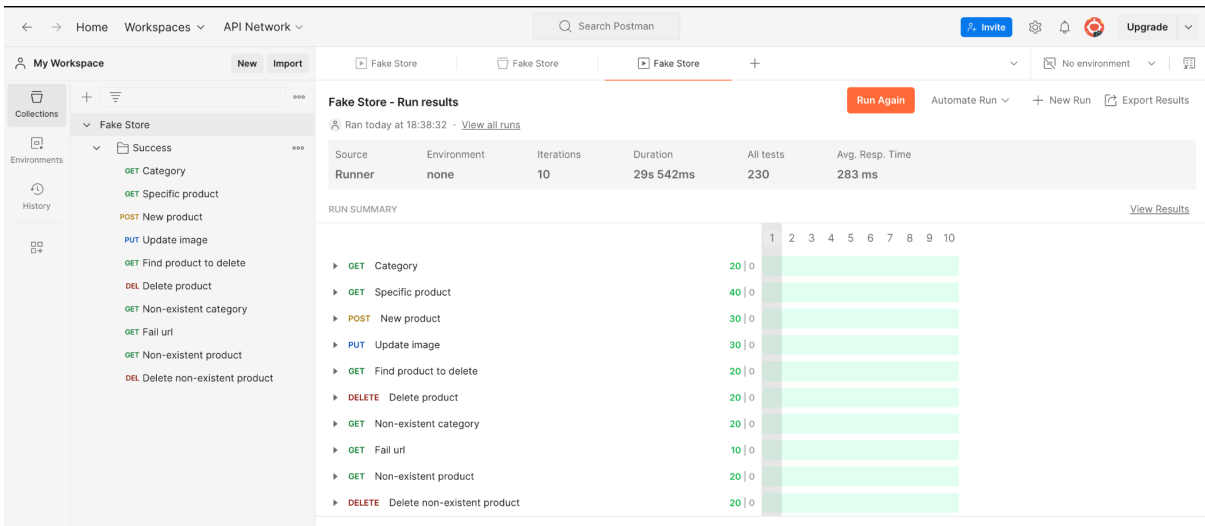 Home Workspaces API Network Search Postman Invite Upgrade
My Workspace New Import Fake Store Fake Store Fake Store No environment
Collections
Environments
History
Fake Store
Success
GET Category
GET Specific product
POST New product
PUT Update image
GET Find product to delete
DEL Delete product
GET Non-existent category
GET Fail url
GET Non-existent product
DEL Delete non-existent product
Fake Store - Run results Run Again Automate Run + New Run Export Results
Ran today at 18:38:32 · View all runs
Source Environment Iterations Duration All tests Avg. Resp. Time
Runner none 10 29s 542ms 230 283 ms
RUN SUMMARY View Results
1 2 3 4 5 6 7 8 9 10
GET Category 20 | 0
GET Specific product 40 | 0
POST New product 30 | 0
PUT Update image 30 | 0
GET Find product to delete 20 | 0
DELETE Delete product 20 | 0
GET Non-existent category 20 | 0
GET Fail url 10 | 0
GET Non-existent product 20 | 0
DELETE Delete non-existent product 20 | 0